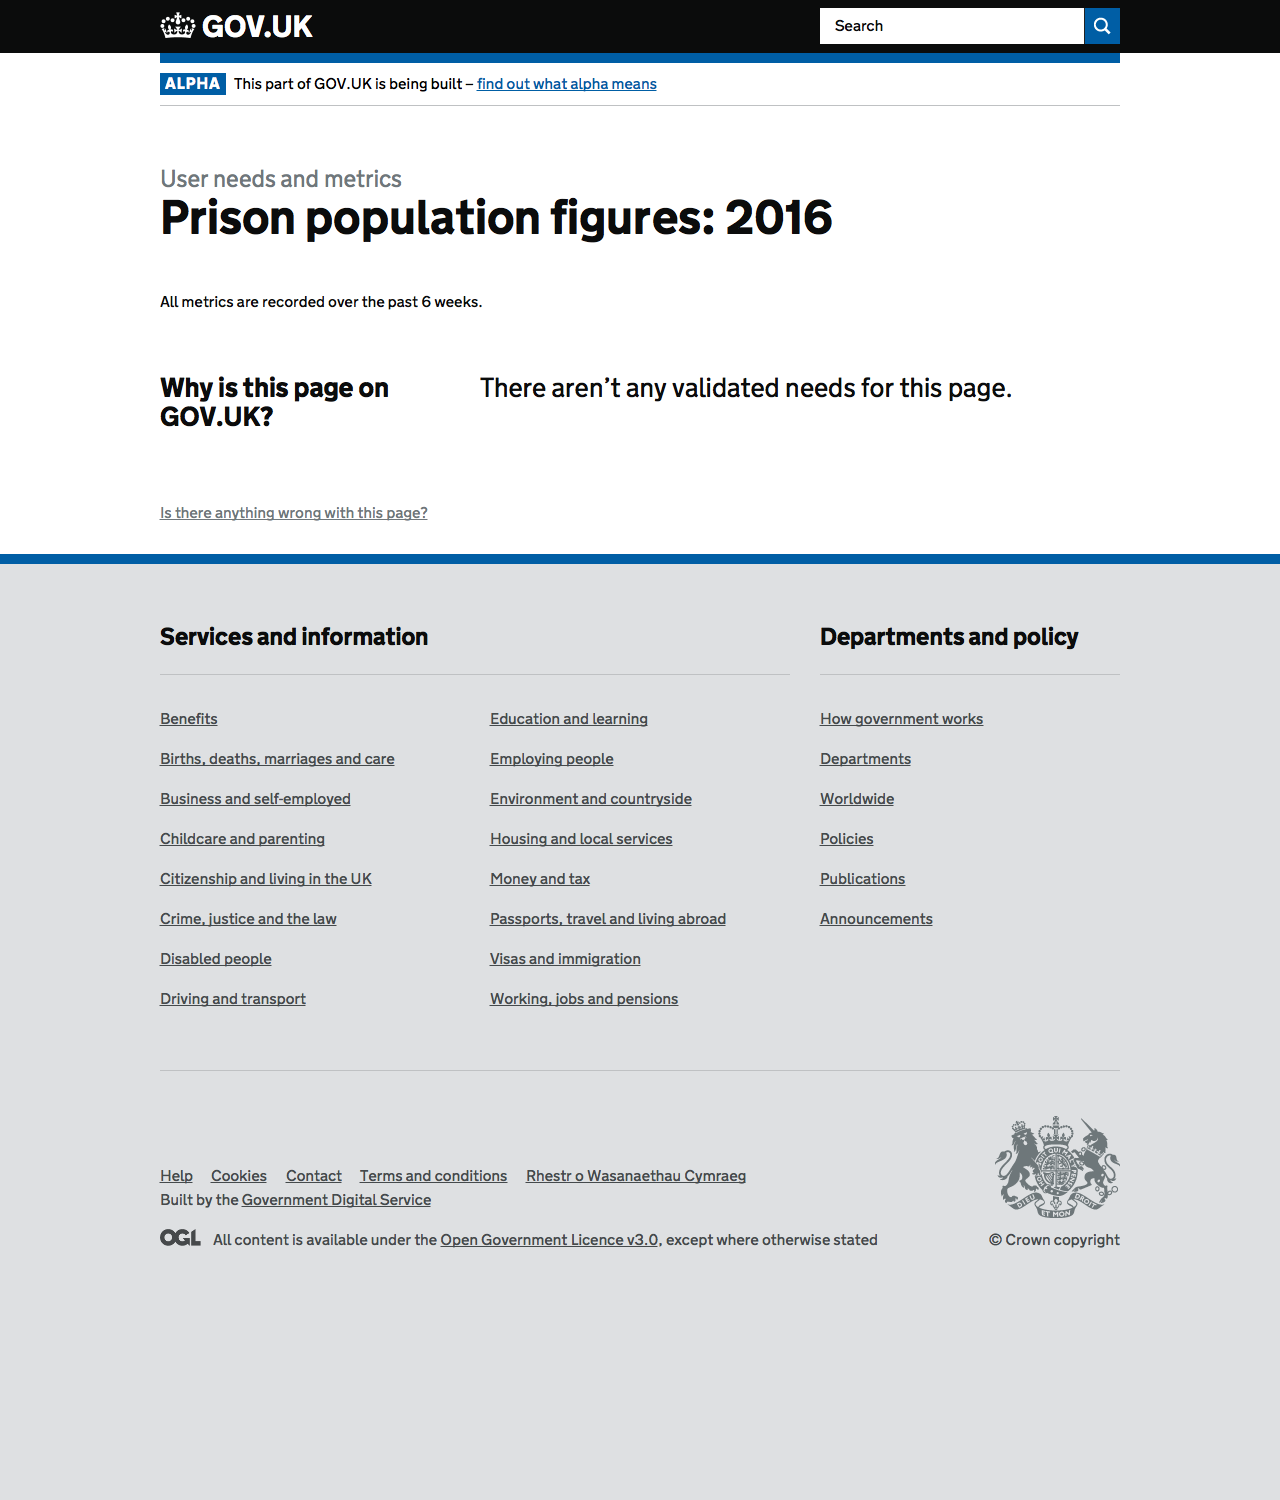 GOV.UK
Search
ALPHA This part of GOV.UK is being built – find out what alpha means
User needs and metrics
Prison population figures: 2016
All metrics are recorded over the past 6 weeks.
Why is this page on
GOV.UK?
There aren’t any validated needs for this page.
Is there anything wrong with this page?
Services and information
Benefits
Births, deaths, marriages and care
Business and self-employed
Childcare and parenting
Citizenship and living in the UK
Crime, justice and the law
Disabled people
Driving and transport
Education and learning
Employing people
Environment and countryside
Housing and local services
Money and tax
Passports, travel and living abroad
Visas and immigration
Working, jobs and pensions
Departments and policy
How government works
Departments
Worldwide
Policies
Publications
Announcements
Help Cookies Contact Terms and conditions Rhestr o Wasanaethau Cymraeg
Built by the Government Digital Service
OGL All content is available under the Open Government Licence v3.0, except where otherwise stated
DIEU ET MON DROIT
© Crown copyright